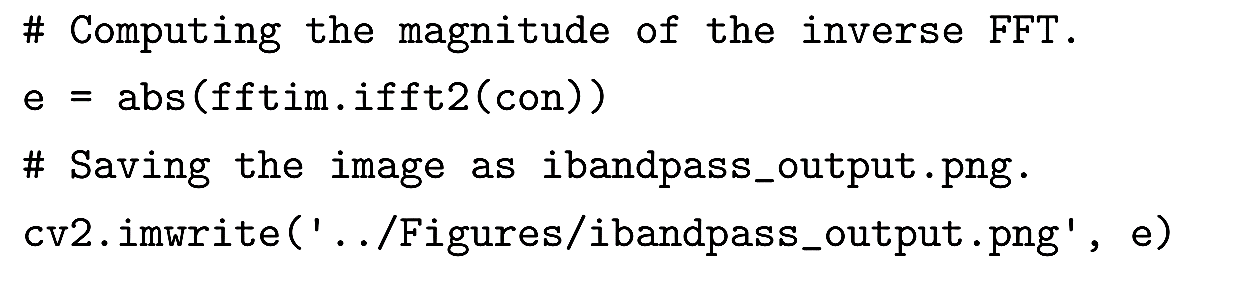 # Computing the magnitude of the inverse FFT.
e = abs(fftim.ifft2(con))
# Saving the image as ibandpass_output.png.
cv2.imwrite('../Figures/ibandpass_output.png', e)